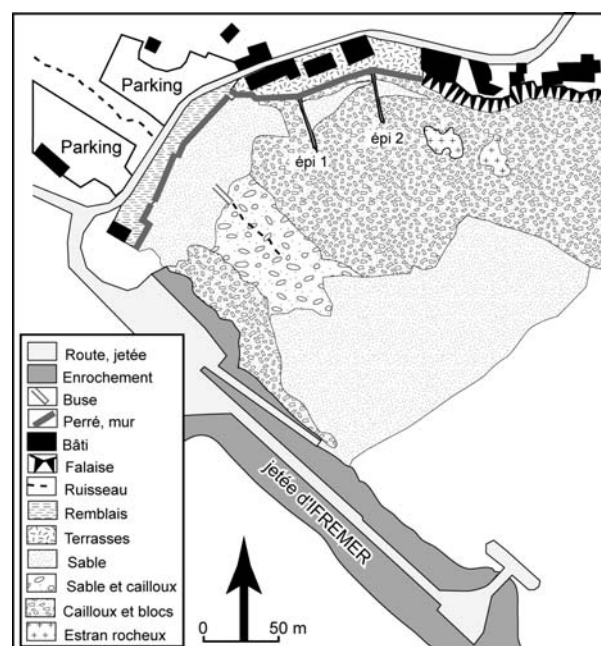 Parking
Parking
épi 1
épi 2
Route, jetée
Enrochement
Buse
Perré, mur
Bâti
Falaise
Ruisseau
Remblais
Terrasses
Sable
Sable et cailloux
Cailloux et blocs
Estran rocheux
jetée d'IFREMER
0 50 m